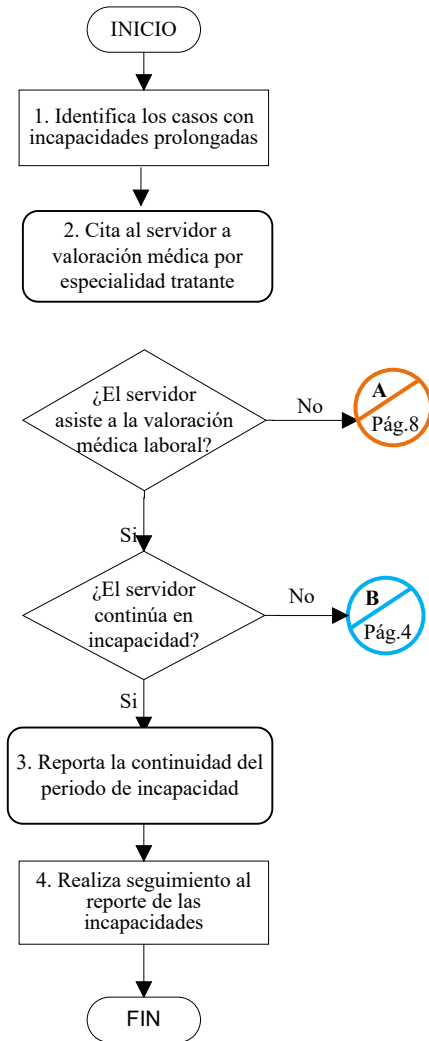 INICIO
1. Identifica los casos con
incapacidades prolongadas
2. Cita al servidor a
valoración médica por
especialidad tratante
¿El servidor
asiste a la valoración
médica laboral?
No
A
Pág.8
Si
¿El servidor
continúa en
incapacidad?
No
B
Pág.4
Si
3. Reporta la continuidad del
periodo de incapacidad
4. Realiza seguimiento al
reporte de las
incapacidades
FIN